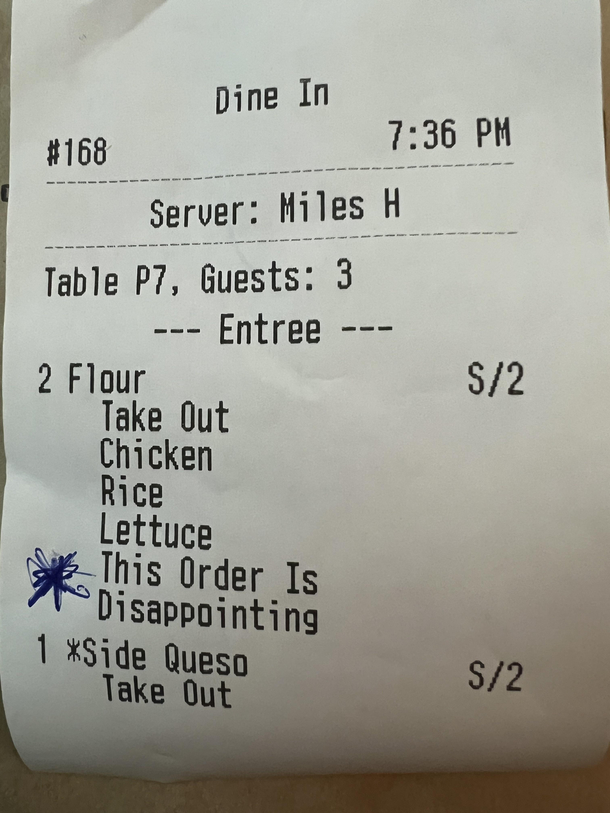 Dine In
#168 7:36 PM
Server: Miles H
Table P7, Guests: 3
--- Entree ---
2 Flour S/2
Take Out
Chicken
Rice
Lettuce
This Order Is
Disappointing
1 *Side Queso S/2
Take Out